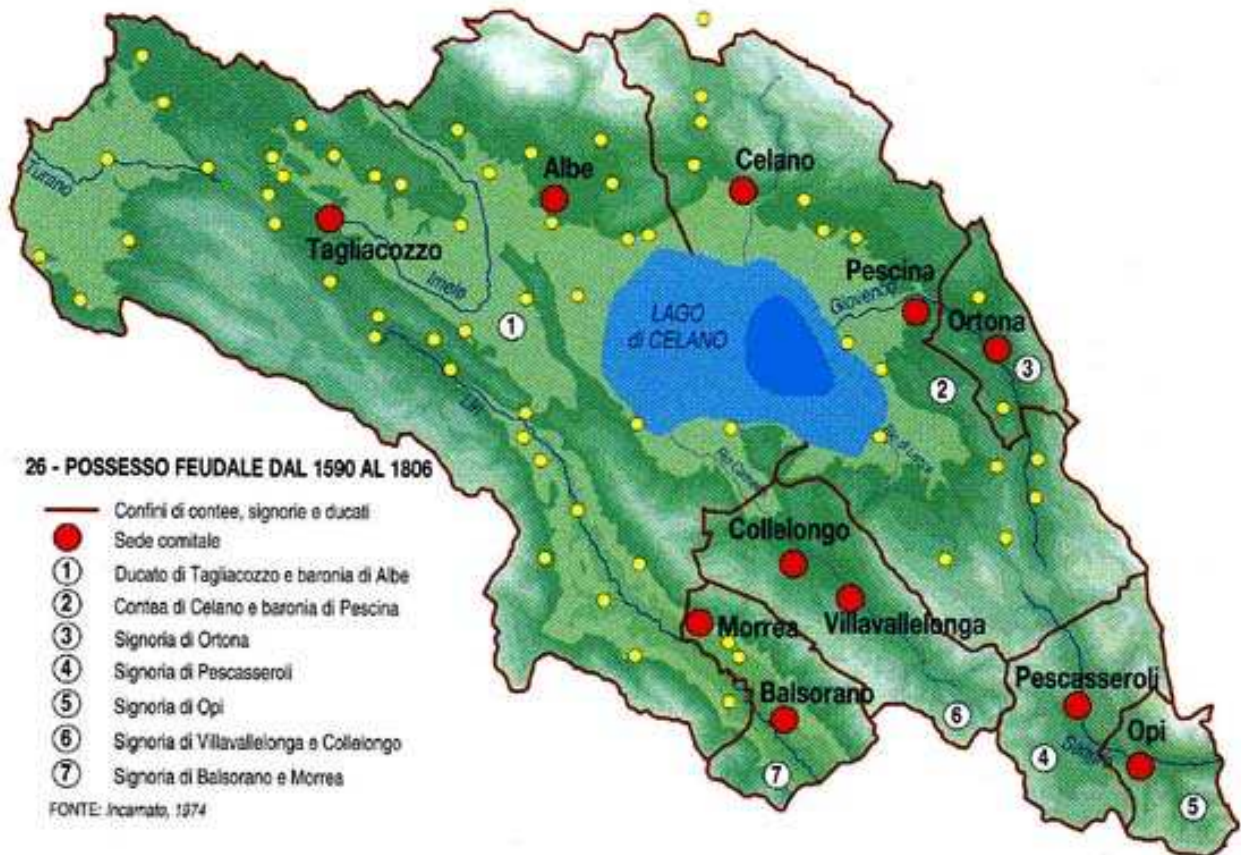 Albe
Celano
Turano
Tagliacozzo
Imele
Pescina
Giovenco
Ortona
LAGO
di CELANO
1
3
2
Liri
26 - POSSESSO FEUDALE DAL 1590 AL 1806
Confini di contee, signorie e ducati
Sede comitale
1 Ducato di Tagliacozzo e baronia di Albe
2 Contea di Celano e baronia di Pescina
3 Signoria di Ortona
4 Signoria di Pescasseroli
5 Signoria di Opi
6 Signoria di Villavallelonga e Collelongo
7 Signoria di Balsorano e Morrea
FONTE: Incarnato, 1974
Collelongo
Villavallelonga
Morrea
Balsorano
Pescasseroli
Opi
6
4
7
5